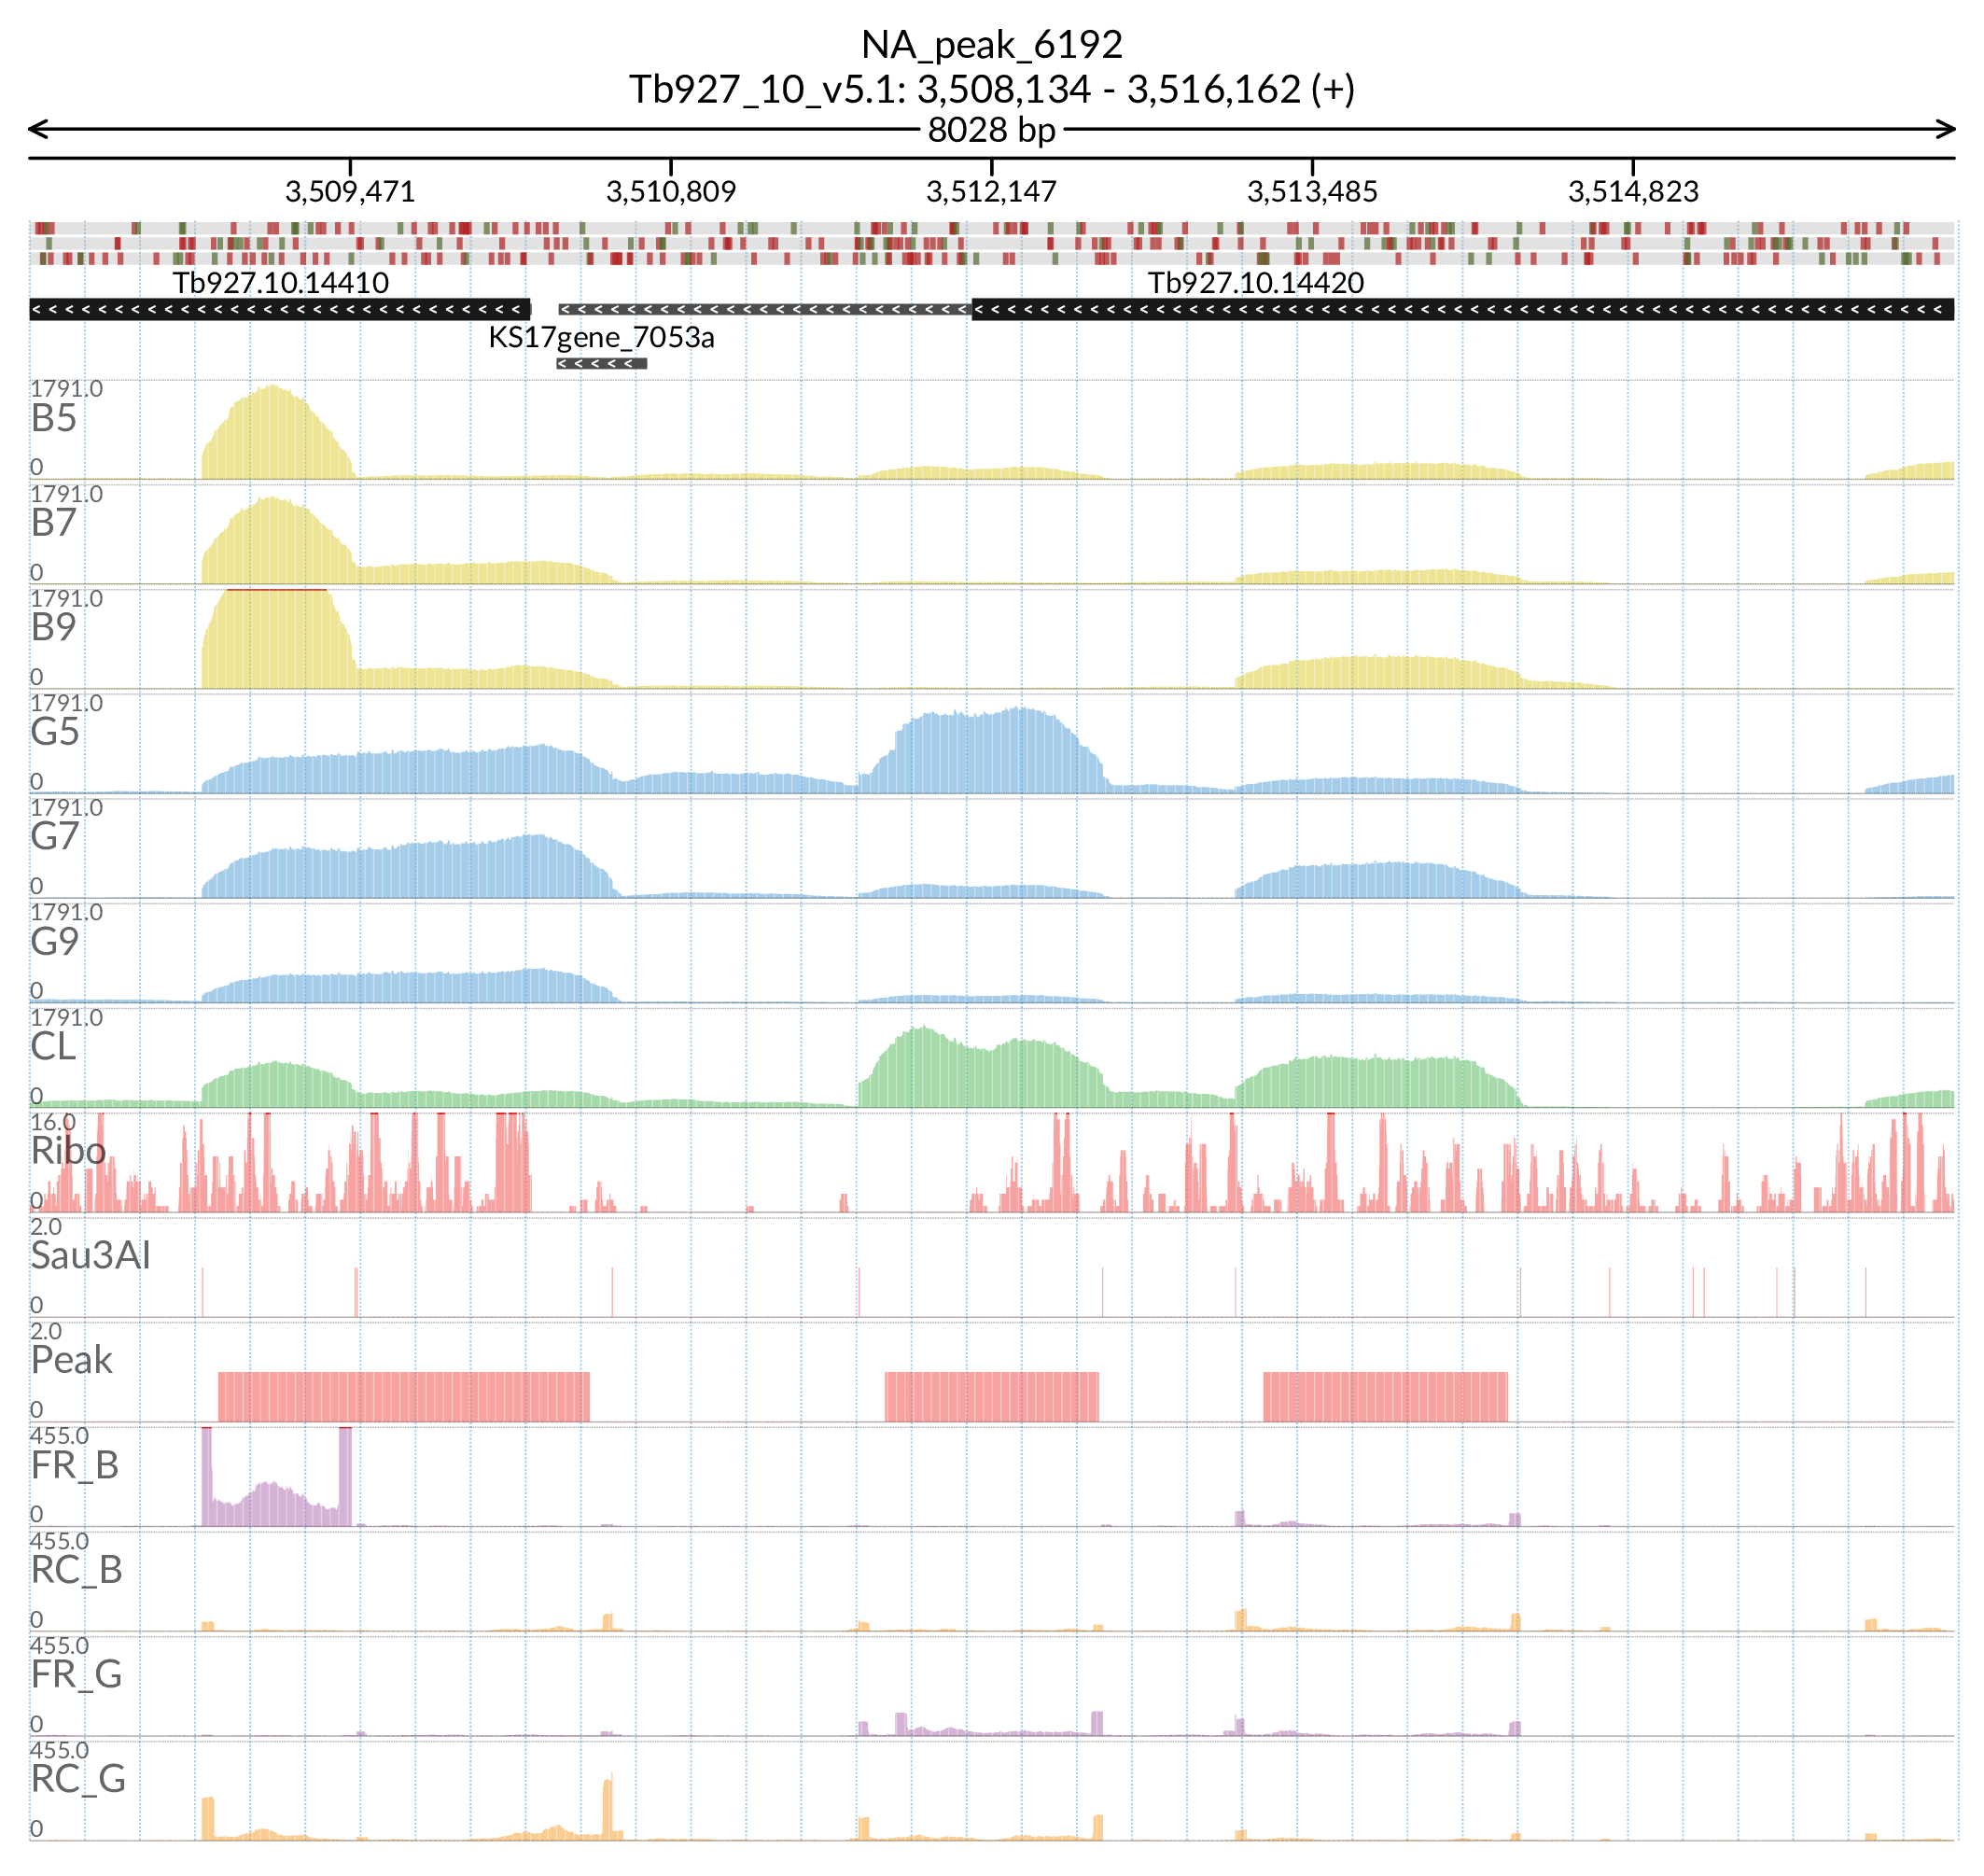 NA_peak_6192
Tb927_10_v5.1: 3,508,134 - 3,516,162 (+)
8028 bp
3,509,471 3,510,809 3,512,147 3,513,485 3,514,823
Tb927.10.14410 Tb927.10.14420
KS17gene_7053a
1791.0
B5
0
1791.0
B7
0
1791.0
B9
0
1791.0
G5
0
1791.0
G7
0
1791.0
G9
0
1791.0
CL
0
16.0
Ribo
0
2.0
Sau3AI
0
2.0
Peak
0
455.0
FR_B
0
455.0
RC_B
0
455.0
FR_G
0
455.0
RC_G
0